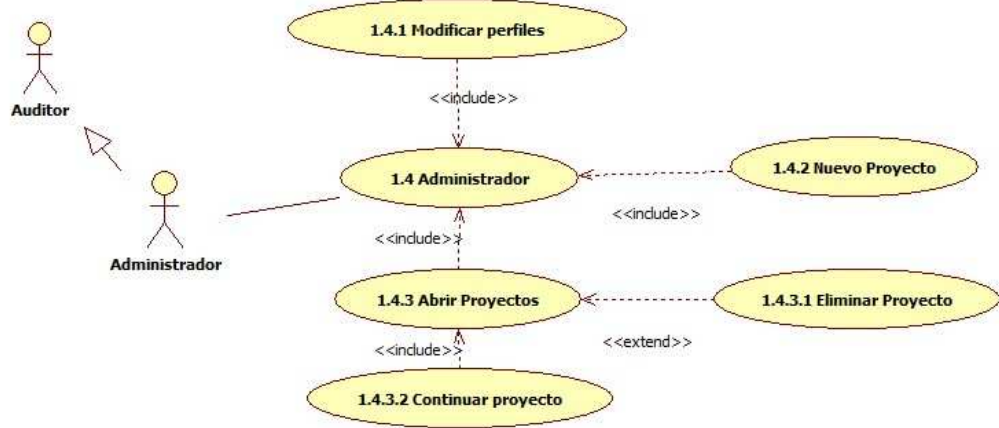 1.4.1 Modificar perfiles
Auditor
<<include>>
1.4 Administrador
1.4.2 Nuevo Proyecto
<<include>>
Administrador
<<include>>
1.4.3 Abrir Proyectos
1.4.3.1 Eliminar Proyecto
<<extend>>
<<include>>
1.4.3.2 Continuar proyecto